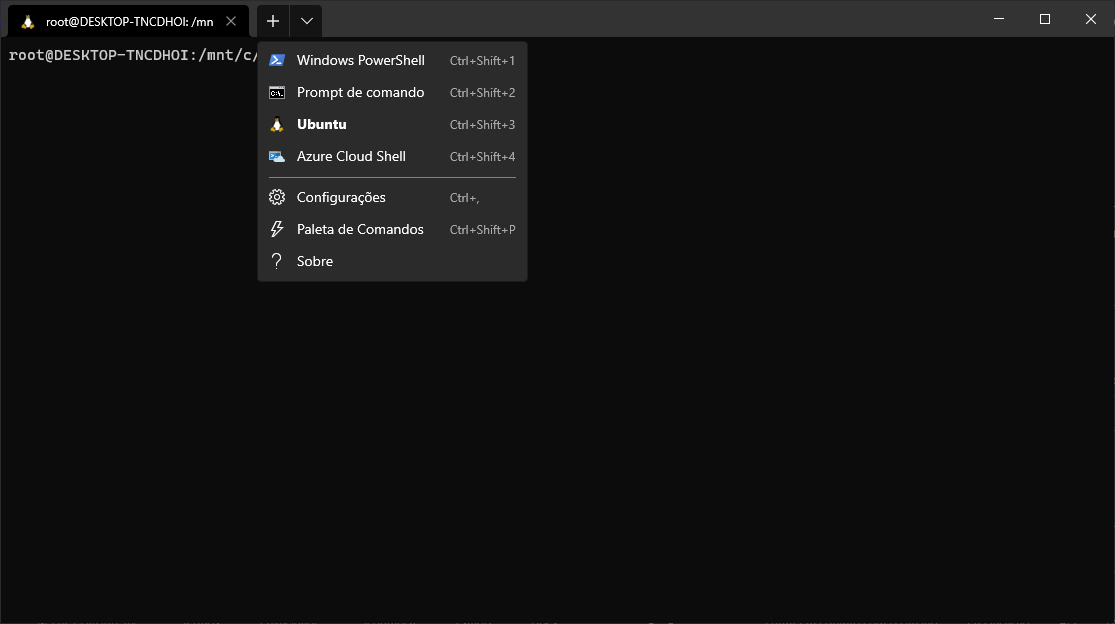 root@DESKTOP-TNCDHOI: /mn
root@DESKTOP-TNCDHOI:/mnt/c/
Windows PowerShell Ctrl+Shift+1
Prompt de comando Ctrl+Shift+2
Ubuntu Ctrl+Shift+3
Azure Cloud Shell Ctrl+Shift+4
Configurações Ctrl+,
Paleta de Comandos Ctrl+Shift+P
Sobre